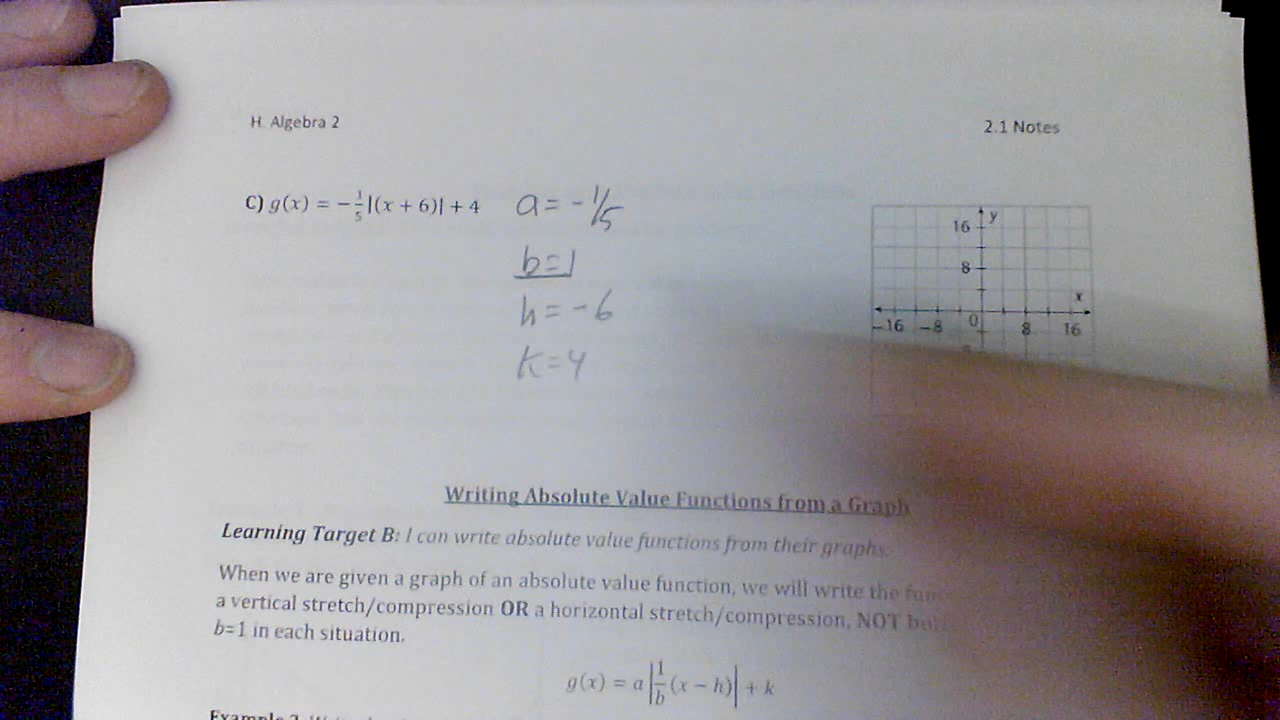 H. Algebra 2
2.1 Notes
C) g(x) = -1/5|(x + 6)| + 4
a = -1/5
b = 1
h = -6
k = 4
y
16
8
x
-16 -8 0 8 16
Writing Absolute Value Functions from a Graph
Learning Target B: I can write absolute value functions from their graphs.
When we are given a graph of an absolute value function, we will write the
a vertical stretch/compression OR a horizontal stretch/compression, NOT
b=1 in each situation.
g(x) = a |1/b (x − h)| + k